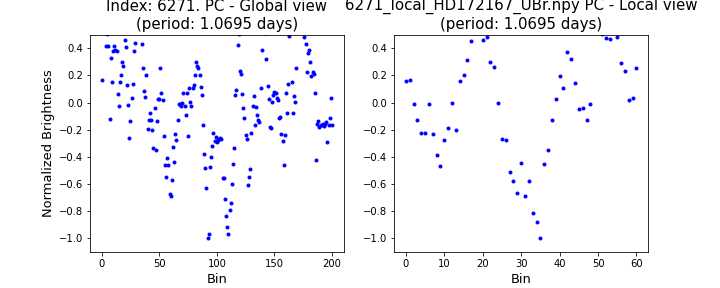 Index: 6271. PC - Global view
(period: 1.0695 days)
6271_local_HD172167_UBr.npy PC - Local view
(period: 1.0695 days)
Normalized Brightness
0.4
0.2
0.0
−0.2
−0.4
−0.6
−0.8
−1.0
0 50 100 150 200
Bin
0.4
0.2
0.0
−0.2
−0.4
−0.6
−0.8
−1.0
0 10 20 30 40 50 60
Bin